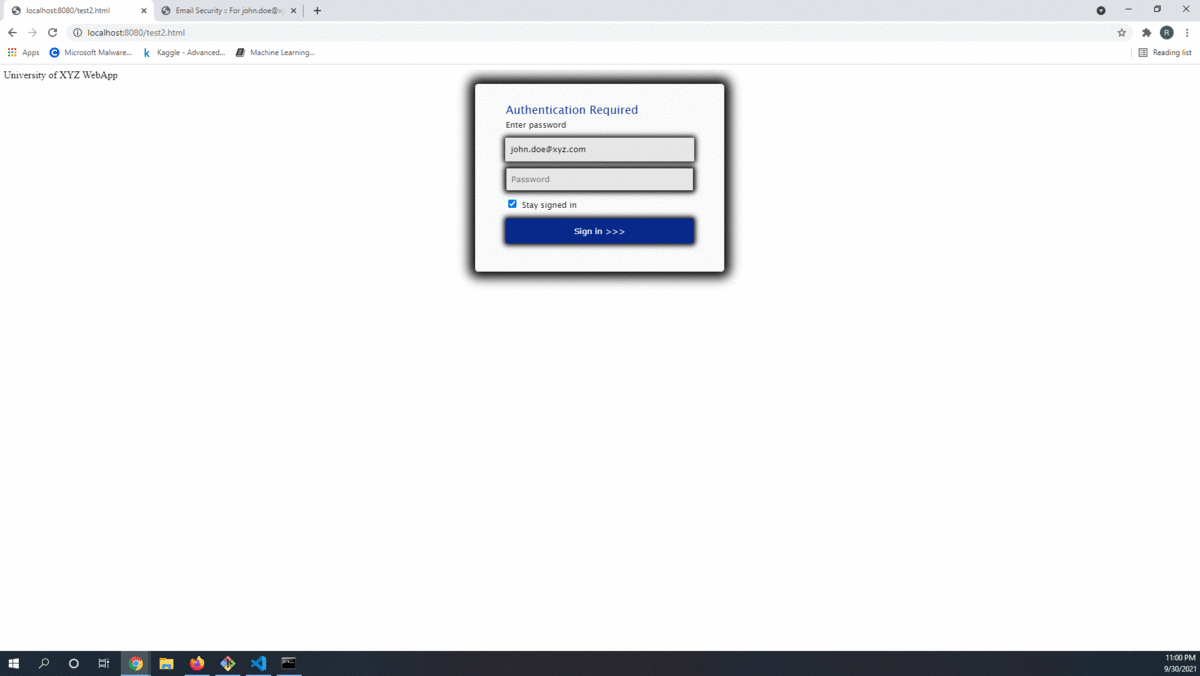 localhost:8080/test2.html
Email Security :: For john.doe@x
localhost:8080/test2.html
R
Apps
Microsoft Malware...
Kaggle - Advanced...
Machine Learning...
Reading list
University of XYZ WebApp
Authentication Required
Enter password
john.doe@xyz.com
Password
Stay signed in
Sign in >>>
11:00 PM
9/30/2021